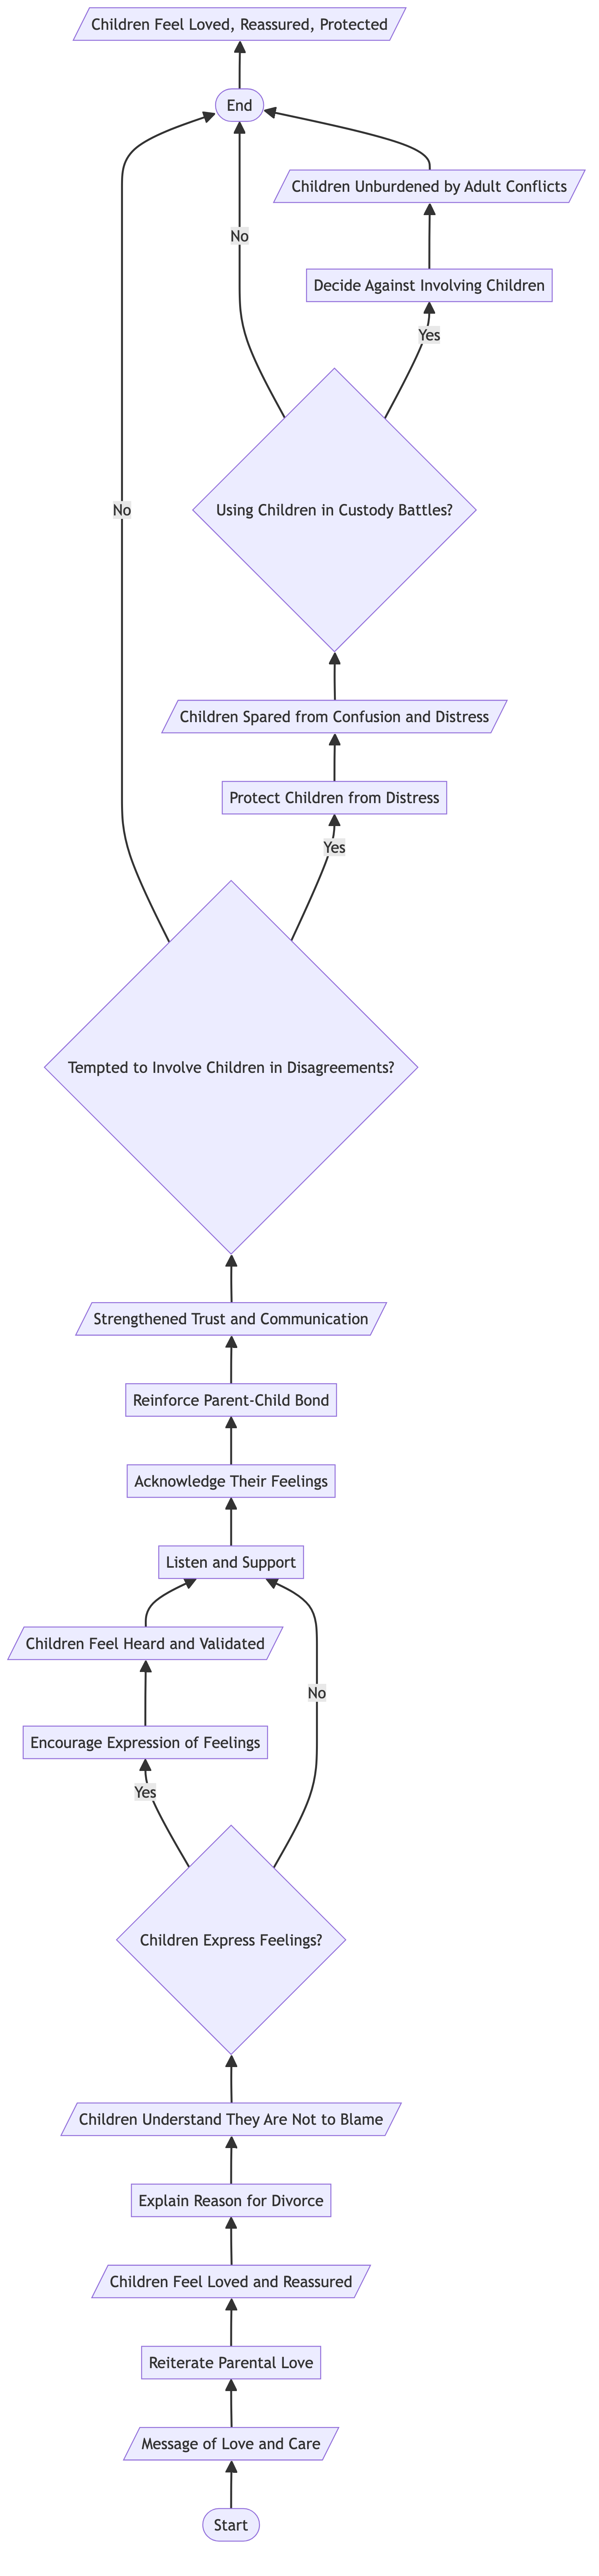 Children Feel Loved, Reassured, Protected
End
Children Unburdened by Adult Conflicts
No
Decide Against Involving Children
Yes
Using Children in Custody Battles?
No
Children Spared from Confusion and Distress
Protect Children from Distress
Yes
Tempted to Involve Children in Disagreements?
Strengthened Trust and Communication
Reinforce Parent-Child Bond
Acknowledge Their Feelings
Listen and Support
Children Feel Heard and Validated
No
Encourage Expression of Feelings
Yes
Children Express Feelings?
Children Understand They Are Not to Blame
Explain Reason for Divorce
Children Feel Loved and Reassured
Reiterate Parental Love
Message of Love and Care
Start